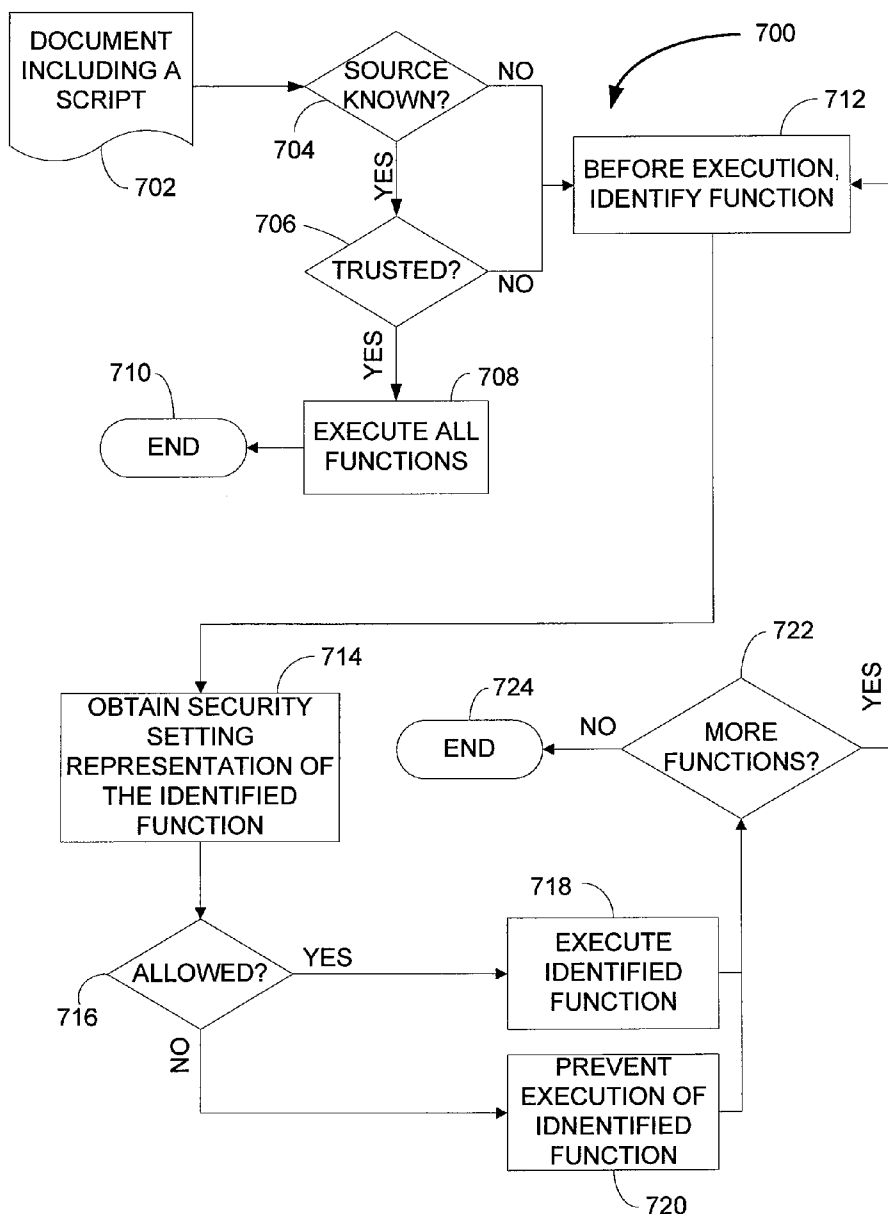 DOCUMENT
INCLUDING A
SCRIPT
702
SOURCE
KNOWN?
704
NO
YES
700
712
BEFORE EXECUTION,
IDENTIFY FUNCTION
706
TRUSTED?
NO
YES
710
END
708
EXECUTE ALL
FUNCTIONS
714
OBTAIN SECURITY
SETTING
REPRESENTATION OF
THE IDENTIFIED
FUNCTION
722
MORE
FUNCTIONS?
YES
NO
724
END
ALLOWED?
716
YES
NO
718
EXECUTE
IDENTIFIED
FUNCTION
PREVENT
EXECUTION OF
IDNENTIFIED
FUNCTION
720